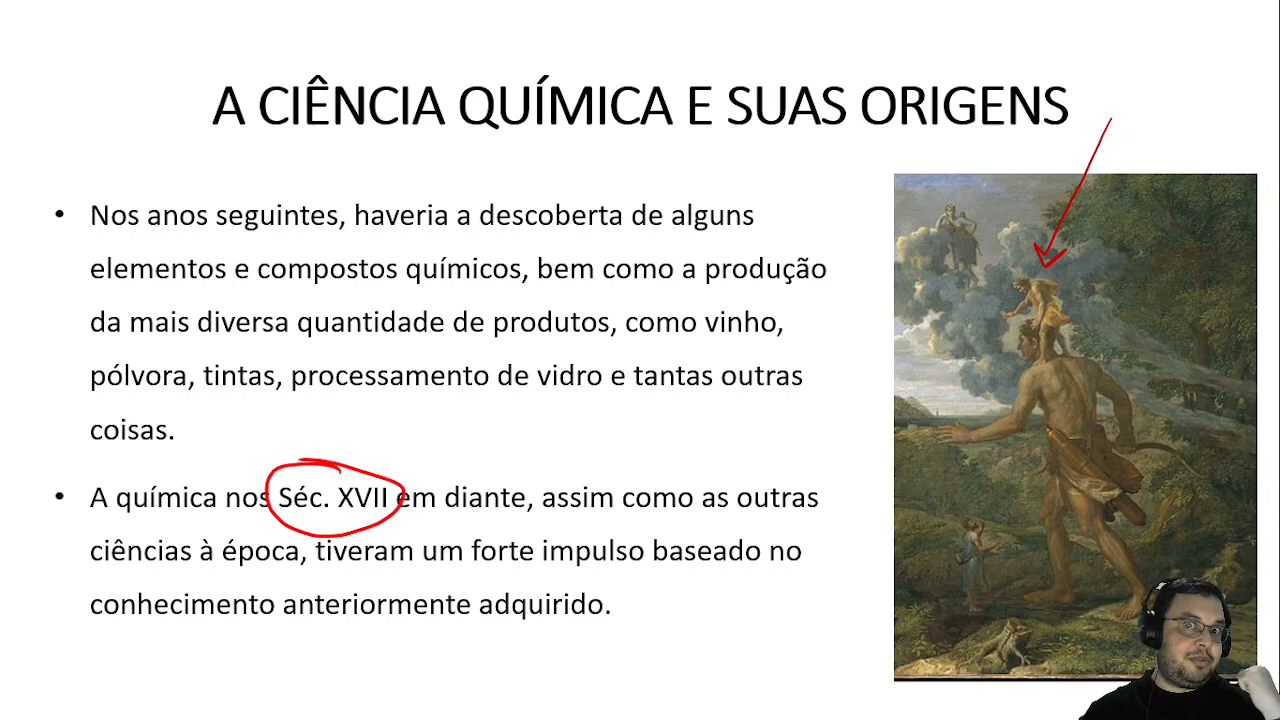 A CIÊNCIA QUÍMICA E SUAS ORIGENS
• Nos anos seguintes, haveria a descoberta de alguns
elementos e compostos químicos, bem como a produção
da mais diversa quantidade de produtos, como vinho,
pólvora, tintas, processamento de vidro e tantas outras
coisas.
• A química nos Séc. XVII em diante, assim como as outras
ciências à época, tiveram um forte impulso baseado no
conhecimento anteriormente adquirido.